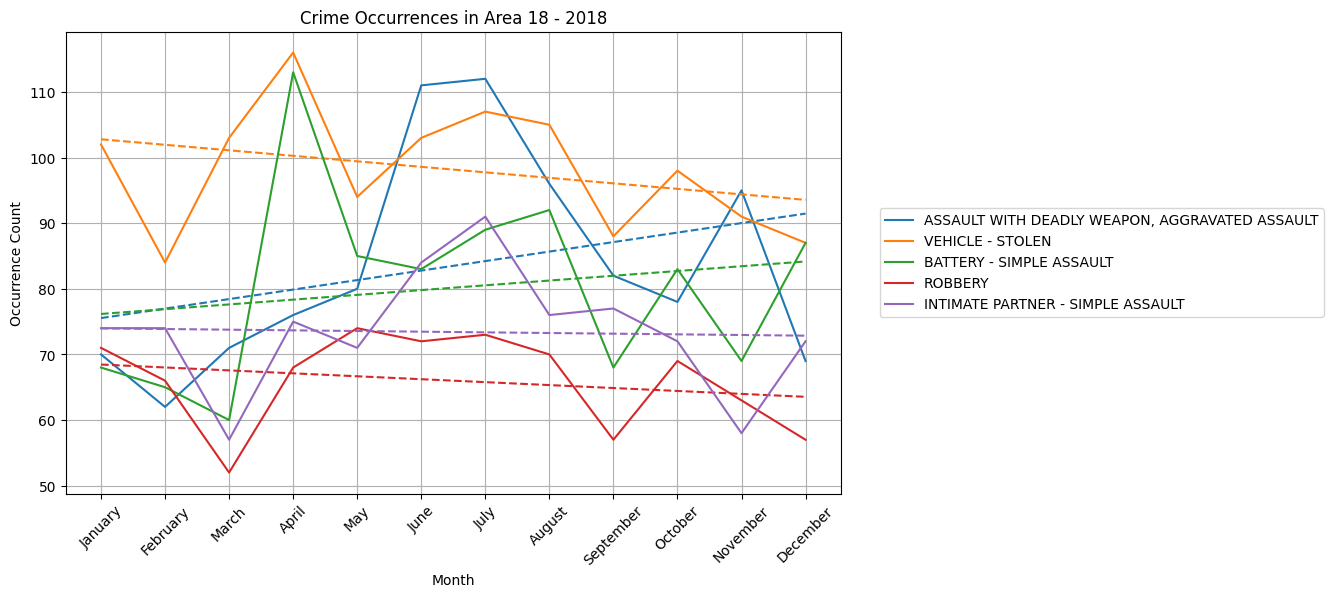 Crime Occurrences in Area 18 - 2018
Occurrence Count
110
100
90
80
70
60
50
January
February
March
April
May
June
July
August
September
October
November
December
Month
ASSAULT WITH DEADLY WEAPON, AGGRAVATED ASSAULT
VEHICLE - STOLEN
BATTERY - SIMPLE ASSAULT
ROBBERY
INTIMATE PARTNER - SIMPLE ASSAULT